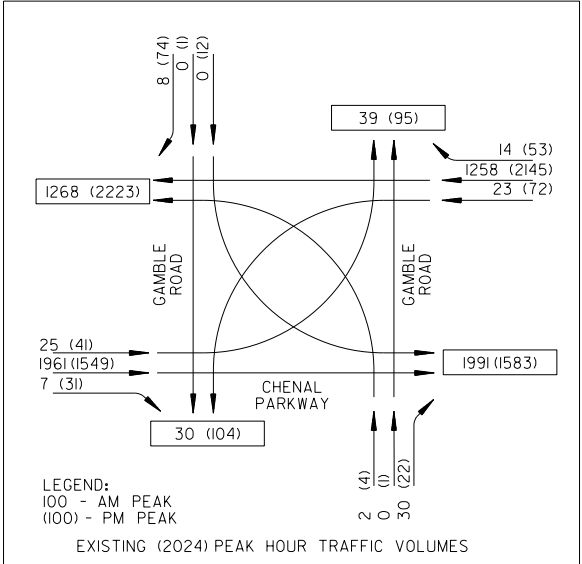 8 (74)
0 (1)
0 (12)
39 (95)
14 (53)
1258 (2145)
23 (72)
1268 (2223)
GAMBLE
ROAD
GAMBLE
ROAD
25 (41)
1961(1549)
7 (31)
1991(1583)
CHENAL
PARKWAY
30 (104)
2 (4)
0 (1)
30 (22)
LEGEND:
100 - AM PEAK
(100) - PM PEAK
EXISTING (2024) PEAK HOUR TRAFFIC VOLUMES